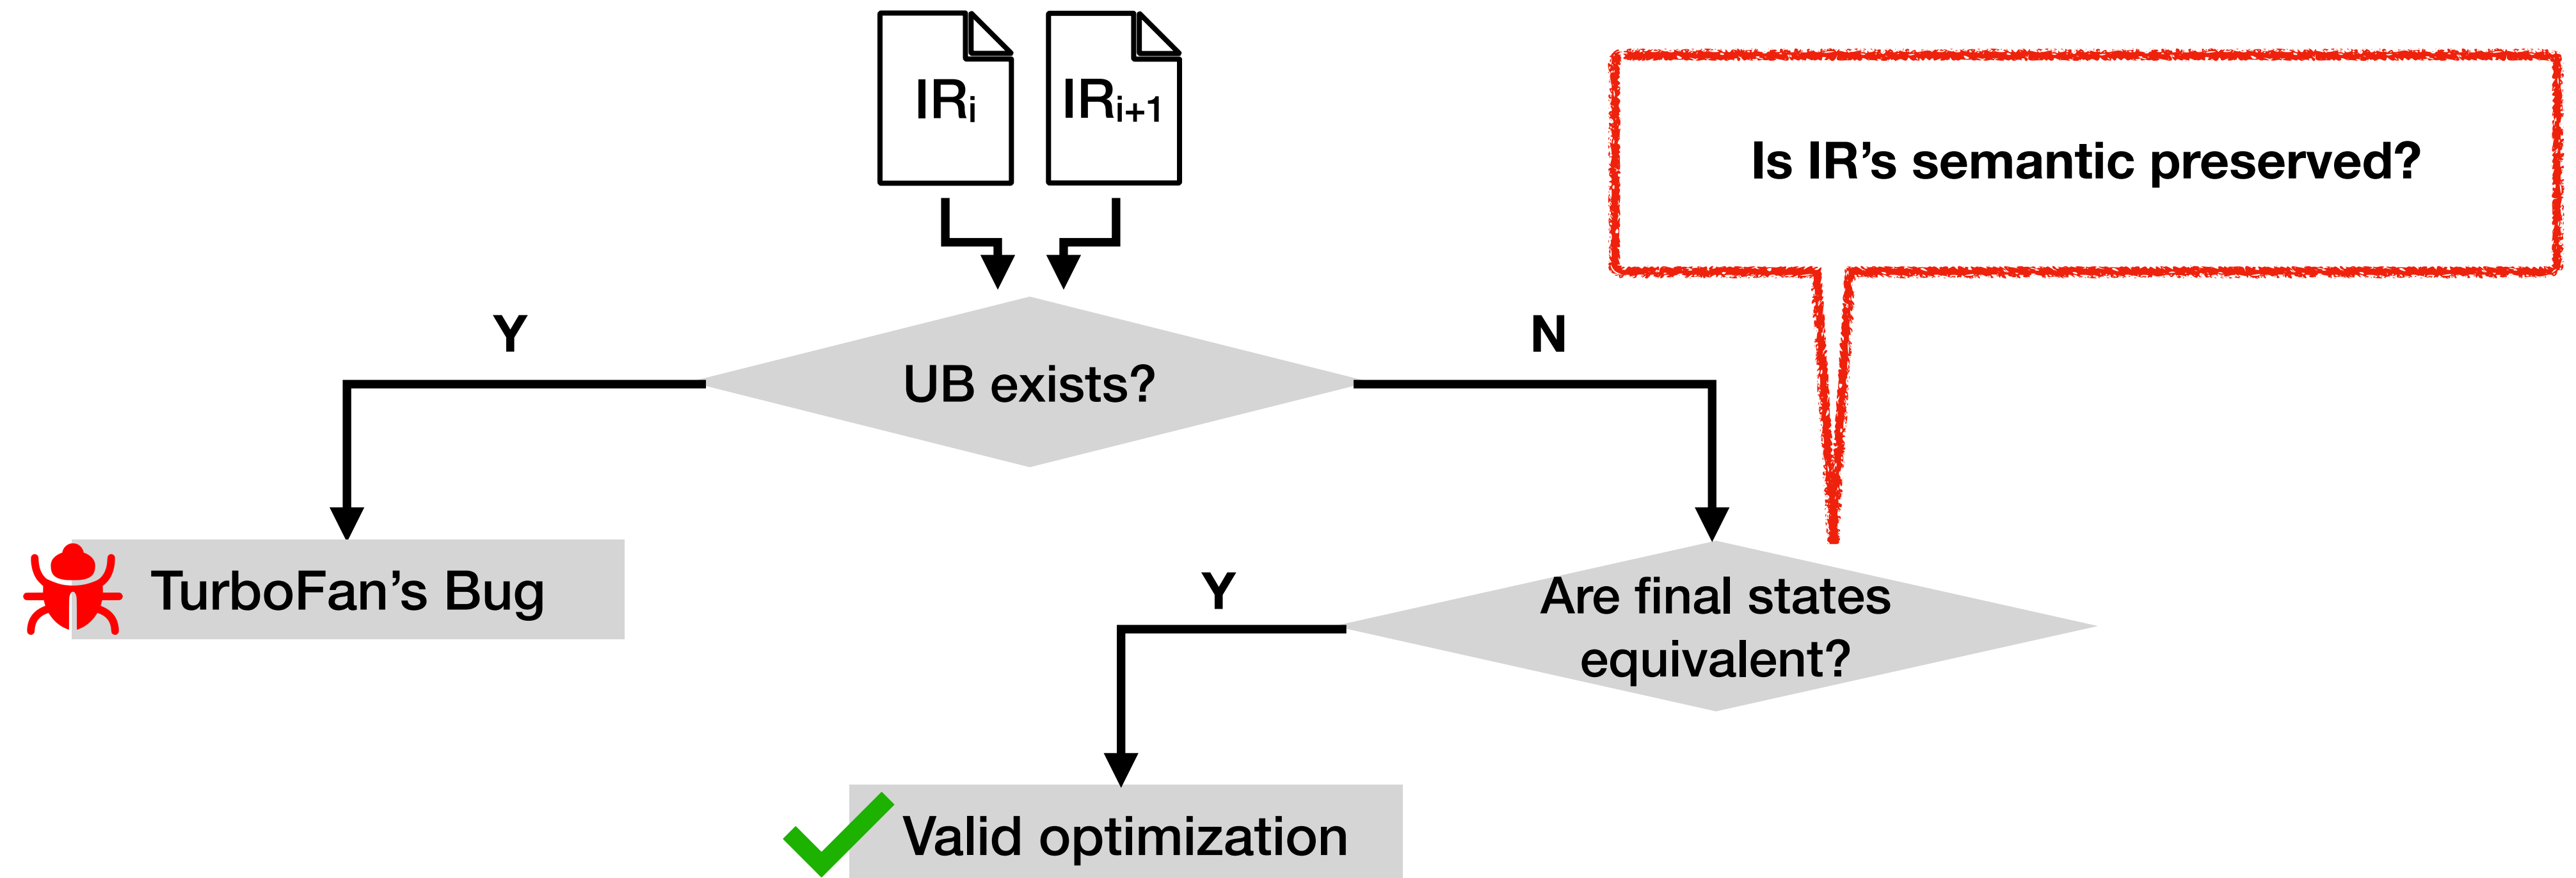 IRi
IRi+1
Is IR’s semantic preserved?
Y
N
UB exists?
TurboFan’s Bug
Y
Are final states
equivalent?
Valid optimization